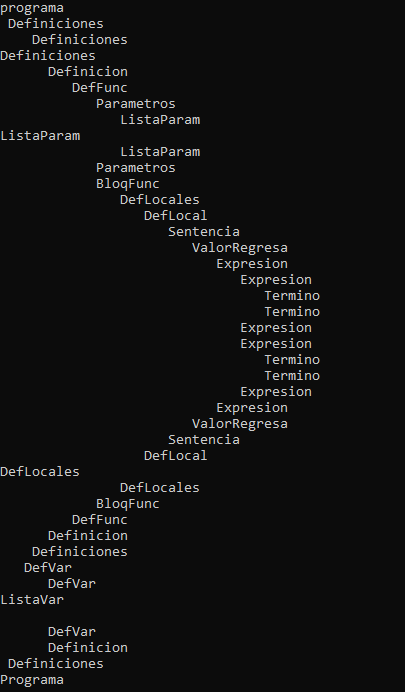 programa
Definiciones
Definiciones
Definiciones
Definicion
DefFunc
Parametros
ListaParam
ListaParam
ListaParam
Parametros
BloqFunc
DefLocales
DefLocal
Sentencia
ValorRegresa
Expresion
Expresion
Termino
Termino
Expresion
Expresion
Termino
Termino
Expresion
Expresion
ValorRegresa
Sentencia
DefLocal
DefLocales
DefLocales
BloqFunc
DefFunc
Definicion
Definiciones
DefVar
DefVar
ListaVar
DefVar
Definicion
Definiciones
Programa